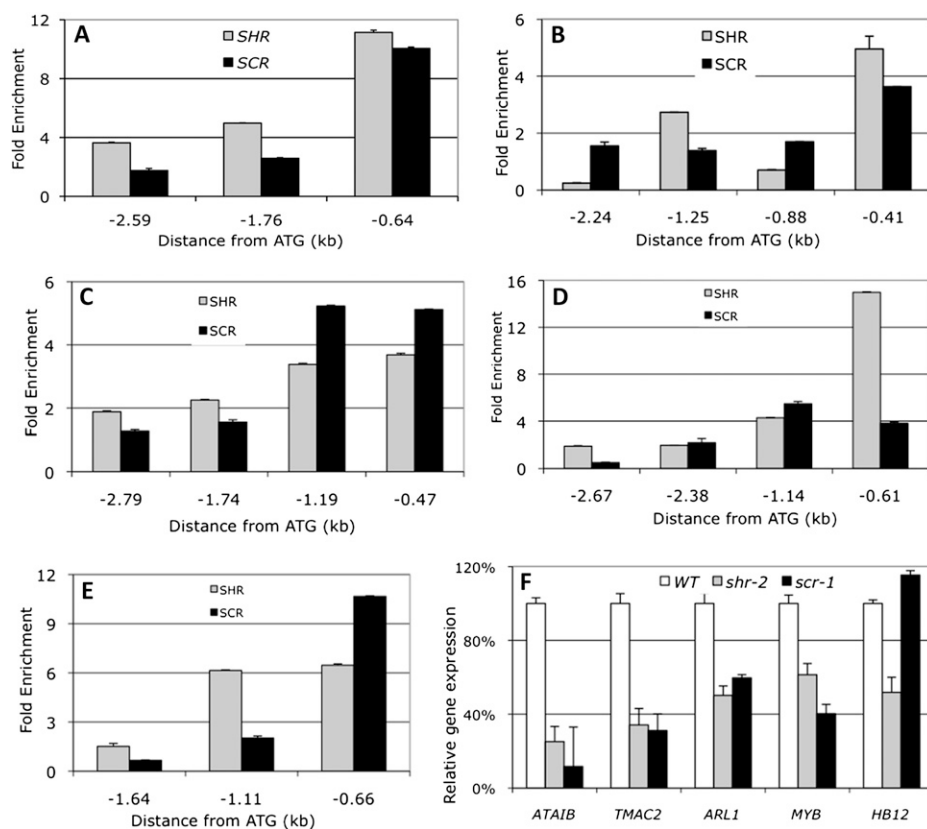 A
SHR
SCR
Fold Enrichment
12
8
4
0
-2.59 -1.76 -0.64
Distance from ATG (kb)
B
SHR
SCR
Fold Enrichment
6
4
2
0
-2.24 -1.25 -0.88 -0.41
Distance from ATG (kb)
C
SHR
SCR
Fold Enrichment
6
4
2
0
-2.79 -1.74 -1.19 -0.47
Distance from ATG (kb)
D
SHR
SCR
Fold Enrichment
16
12
8
4
0
-2.67 -2.38 -1.14 -0.61
Distance from ATG (kb)
E
SHR
SCR
Fold Enrichment
12
9
6
3
0
-1.64 -1.11 -0.66
Distance from ATG (kb)
F
WT shr-2 scr-1
Relative gene expression
120%
80%
40%
0%
ATAIB TMAC2 ARL1 MYB HB12